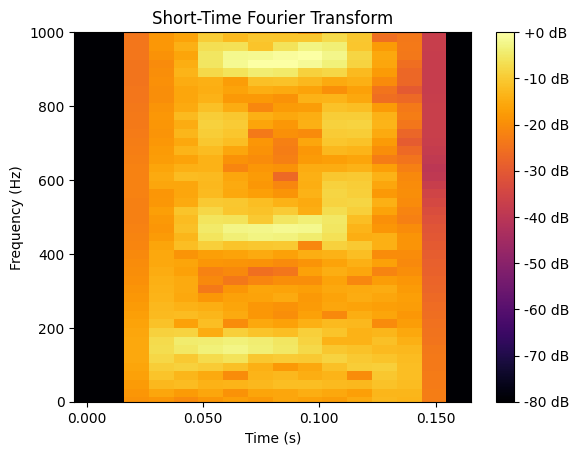 Short-Time Fourier Transform
1000
800
600
400
200
0
Frequency (Hz)
0.000
0.050
0.100
0.150
Time (s)
+0 dB
-10 dB
-20 dB
-30 dB
-40 dB
-50 dB
-60 dB
-70 dB
-80 dB